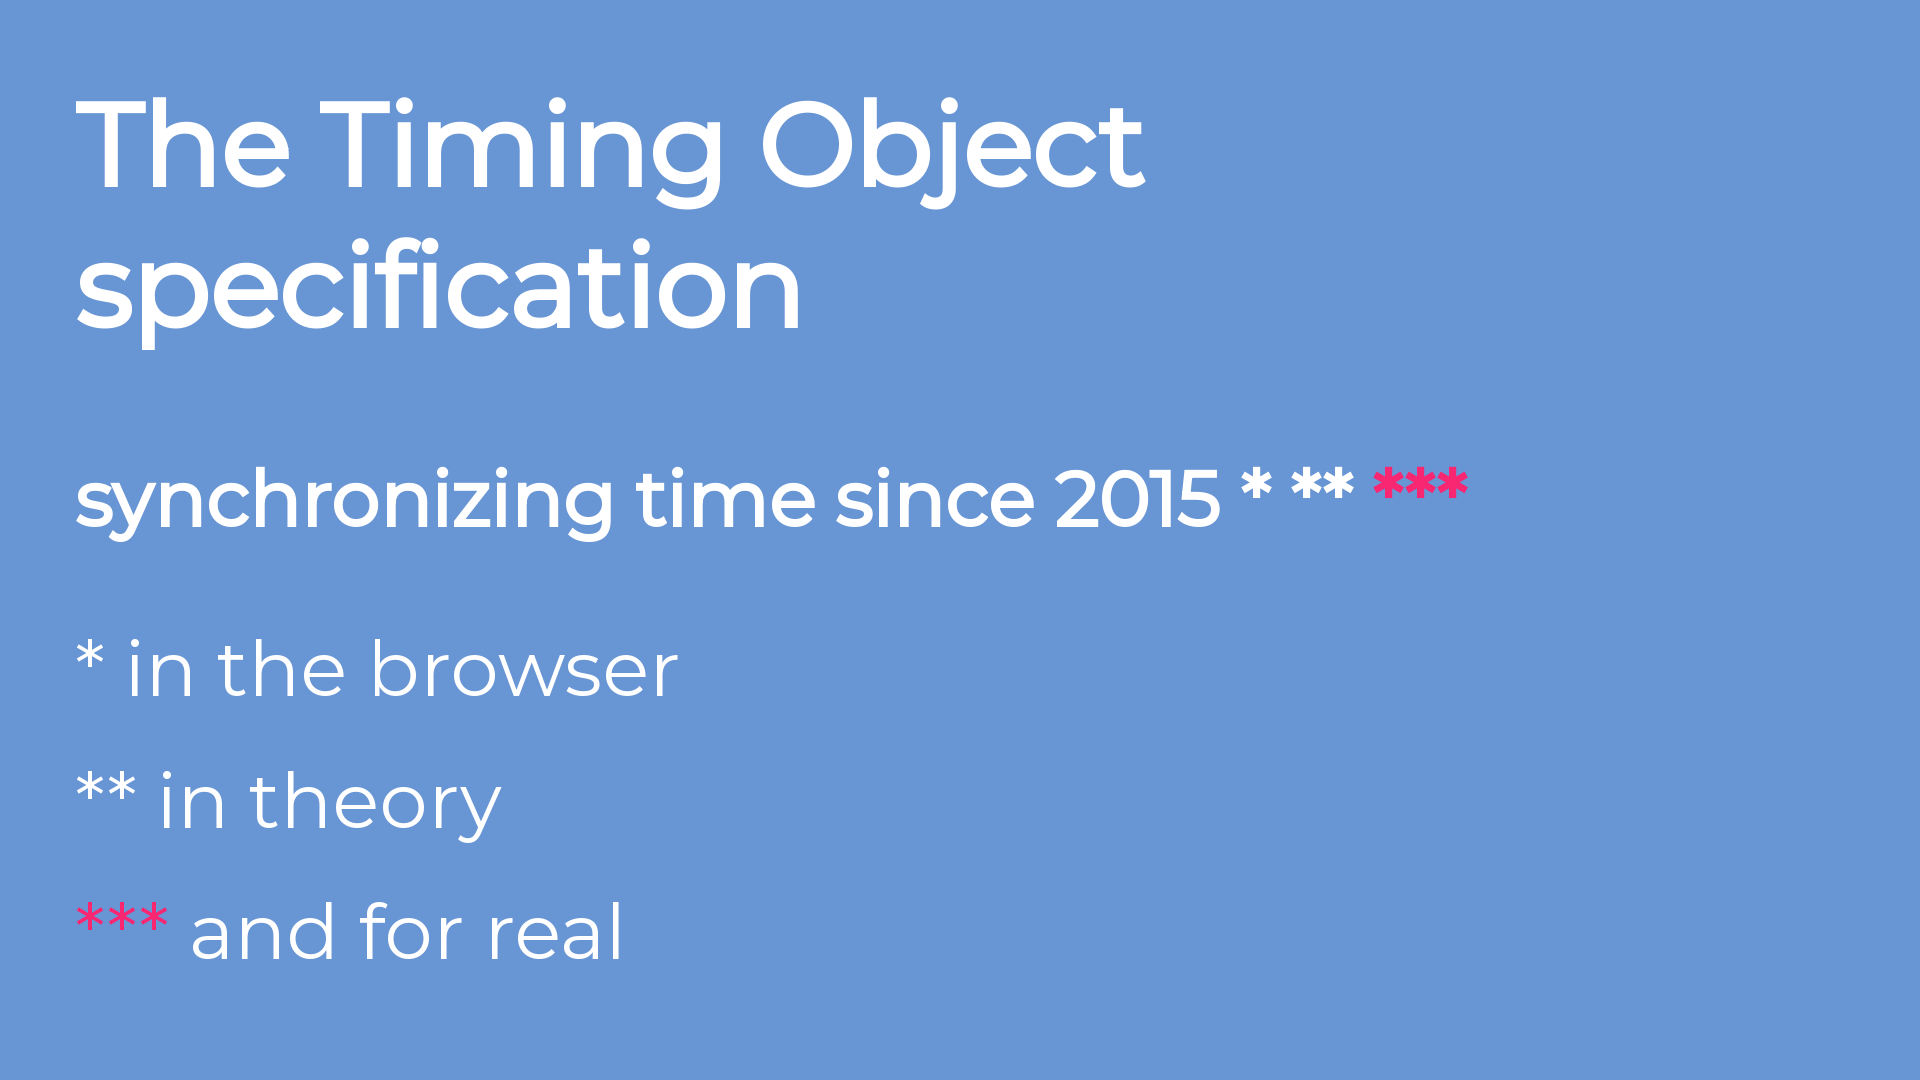 The Timing Object
specification
synchronizing time since 2015 * ** ***
* in the browser
** in theory
*** and for real